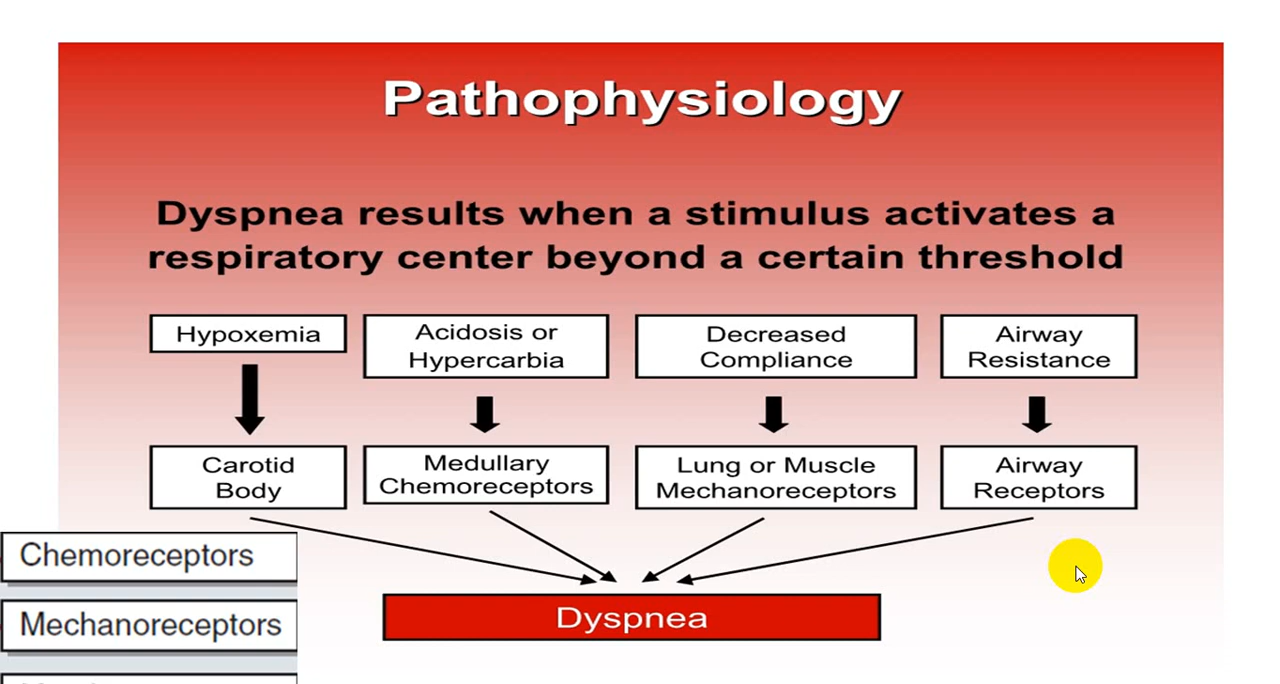 Pathophysiology
Dyspnea results when a stimulus activates a
respiratory center beyond a certain threshold
Hypoxemia
Acidosis or
Hypercarbia
Decreased
Compliance
Airway
Resistance
Carotid
Body
Medullary
Chemoreceptors
Lung or Muscle
Mechanoreceptors
Airway
Receptors
Chemoreceptors
Mechanoreceptors
Dyspnea